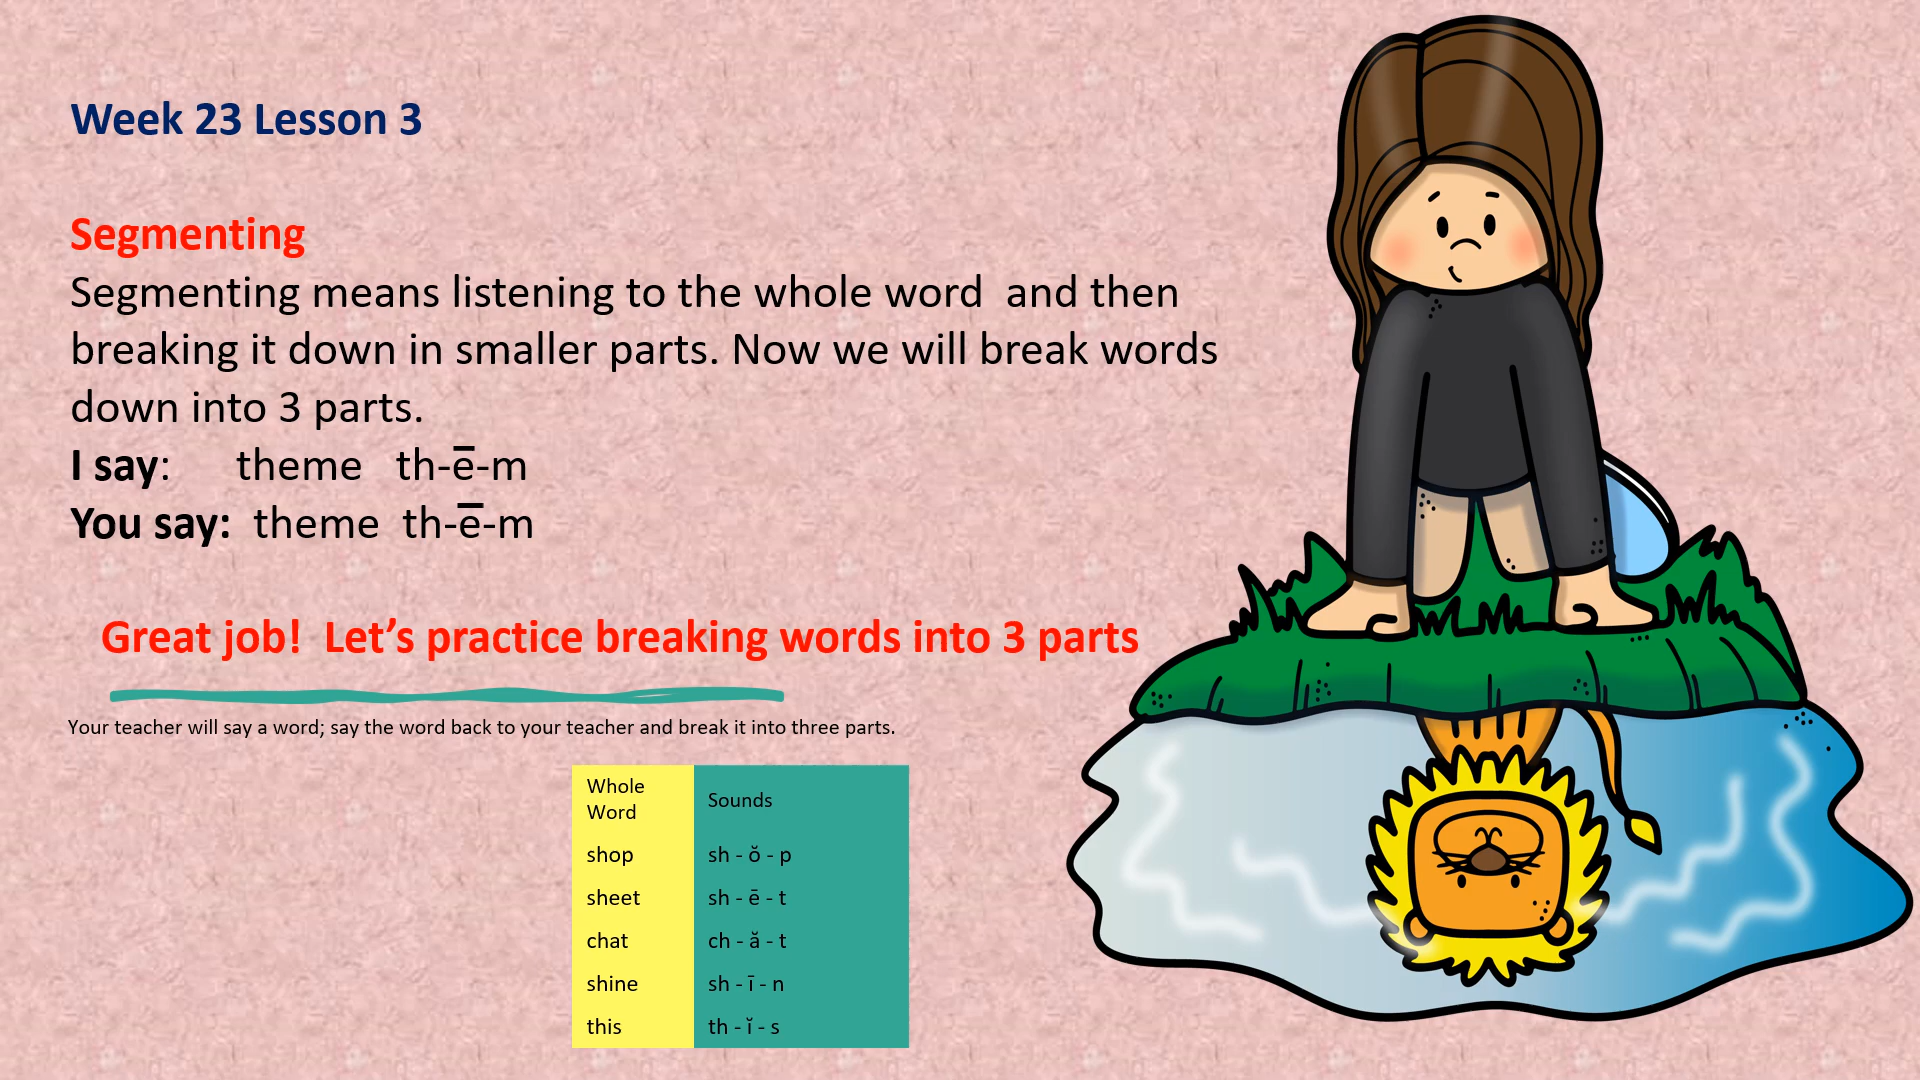 Week 23 Lesson 3
Segmenting
Segmenting means listening to the whole word  and then
breaking it down in smaller parts. Now we will break words
down into 3 parts.
I say:      theme   th-ē-m
You say:  theme  th-ē-m
Great job!  Let’s practice breaking words into 3 parts
Your teacher will say a word; say the word back to your teacher and break it into three parts.
Whole Word   Sounds
shop   sh - ŏ - p
sheet   sh - ē - t
chat   ch - ă - t
shine   sh - ī - n
this   th - ĭ - s